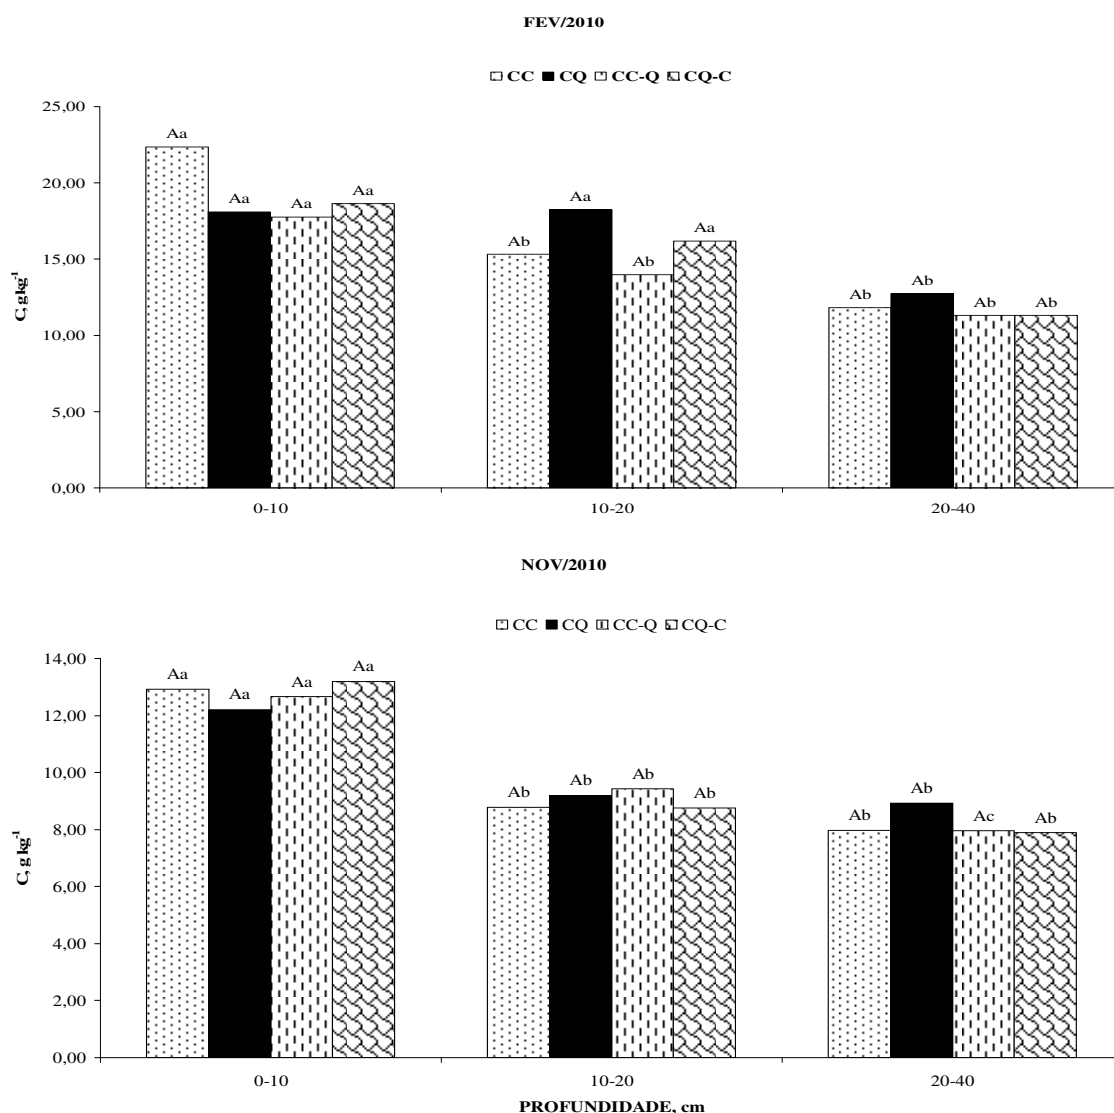 FEV/2010
CC CQ CC-Q CQ-C
25,00
20,00
15,00
10,00
5,00
0,00
C, gkg-1
Aa Aa Aa Aa
Ab Aa Ab Aa
Ab Ab Ab Ab
0-10 10-20 20-40
NOV/2010
CC CQ CC-Q CQ-C
14,00
12,00
10,00
8,00
6,00
4,00
2,00
0,00
C, g kg-1
Aa Aa Aa Aa
Ab Ab Ab Ab
Ab Ab Ac Ab
0-10 10-20 20-40
PROFUNDIDADE, cm